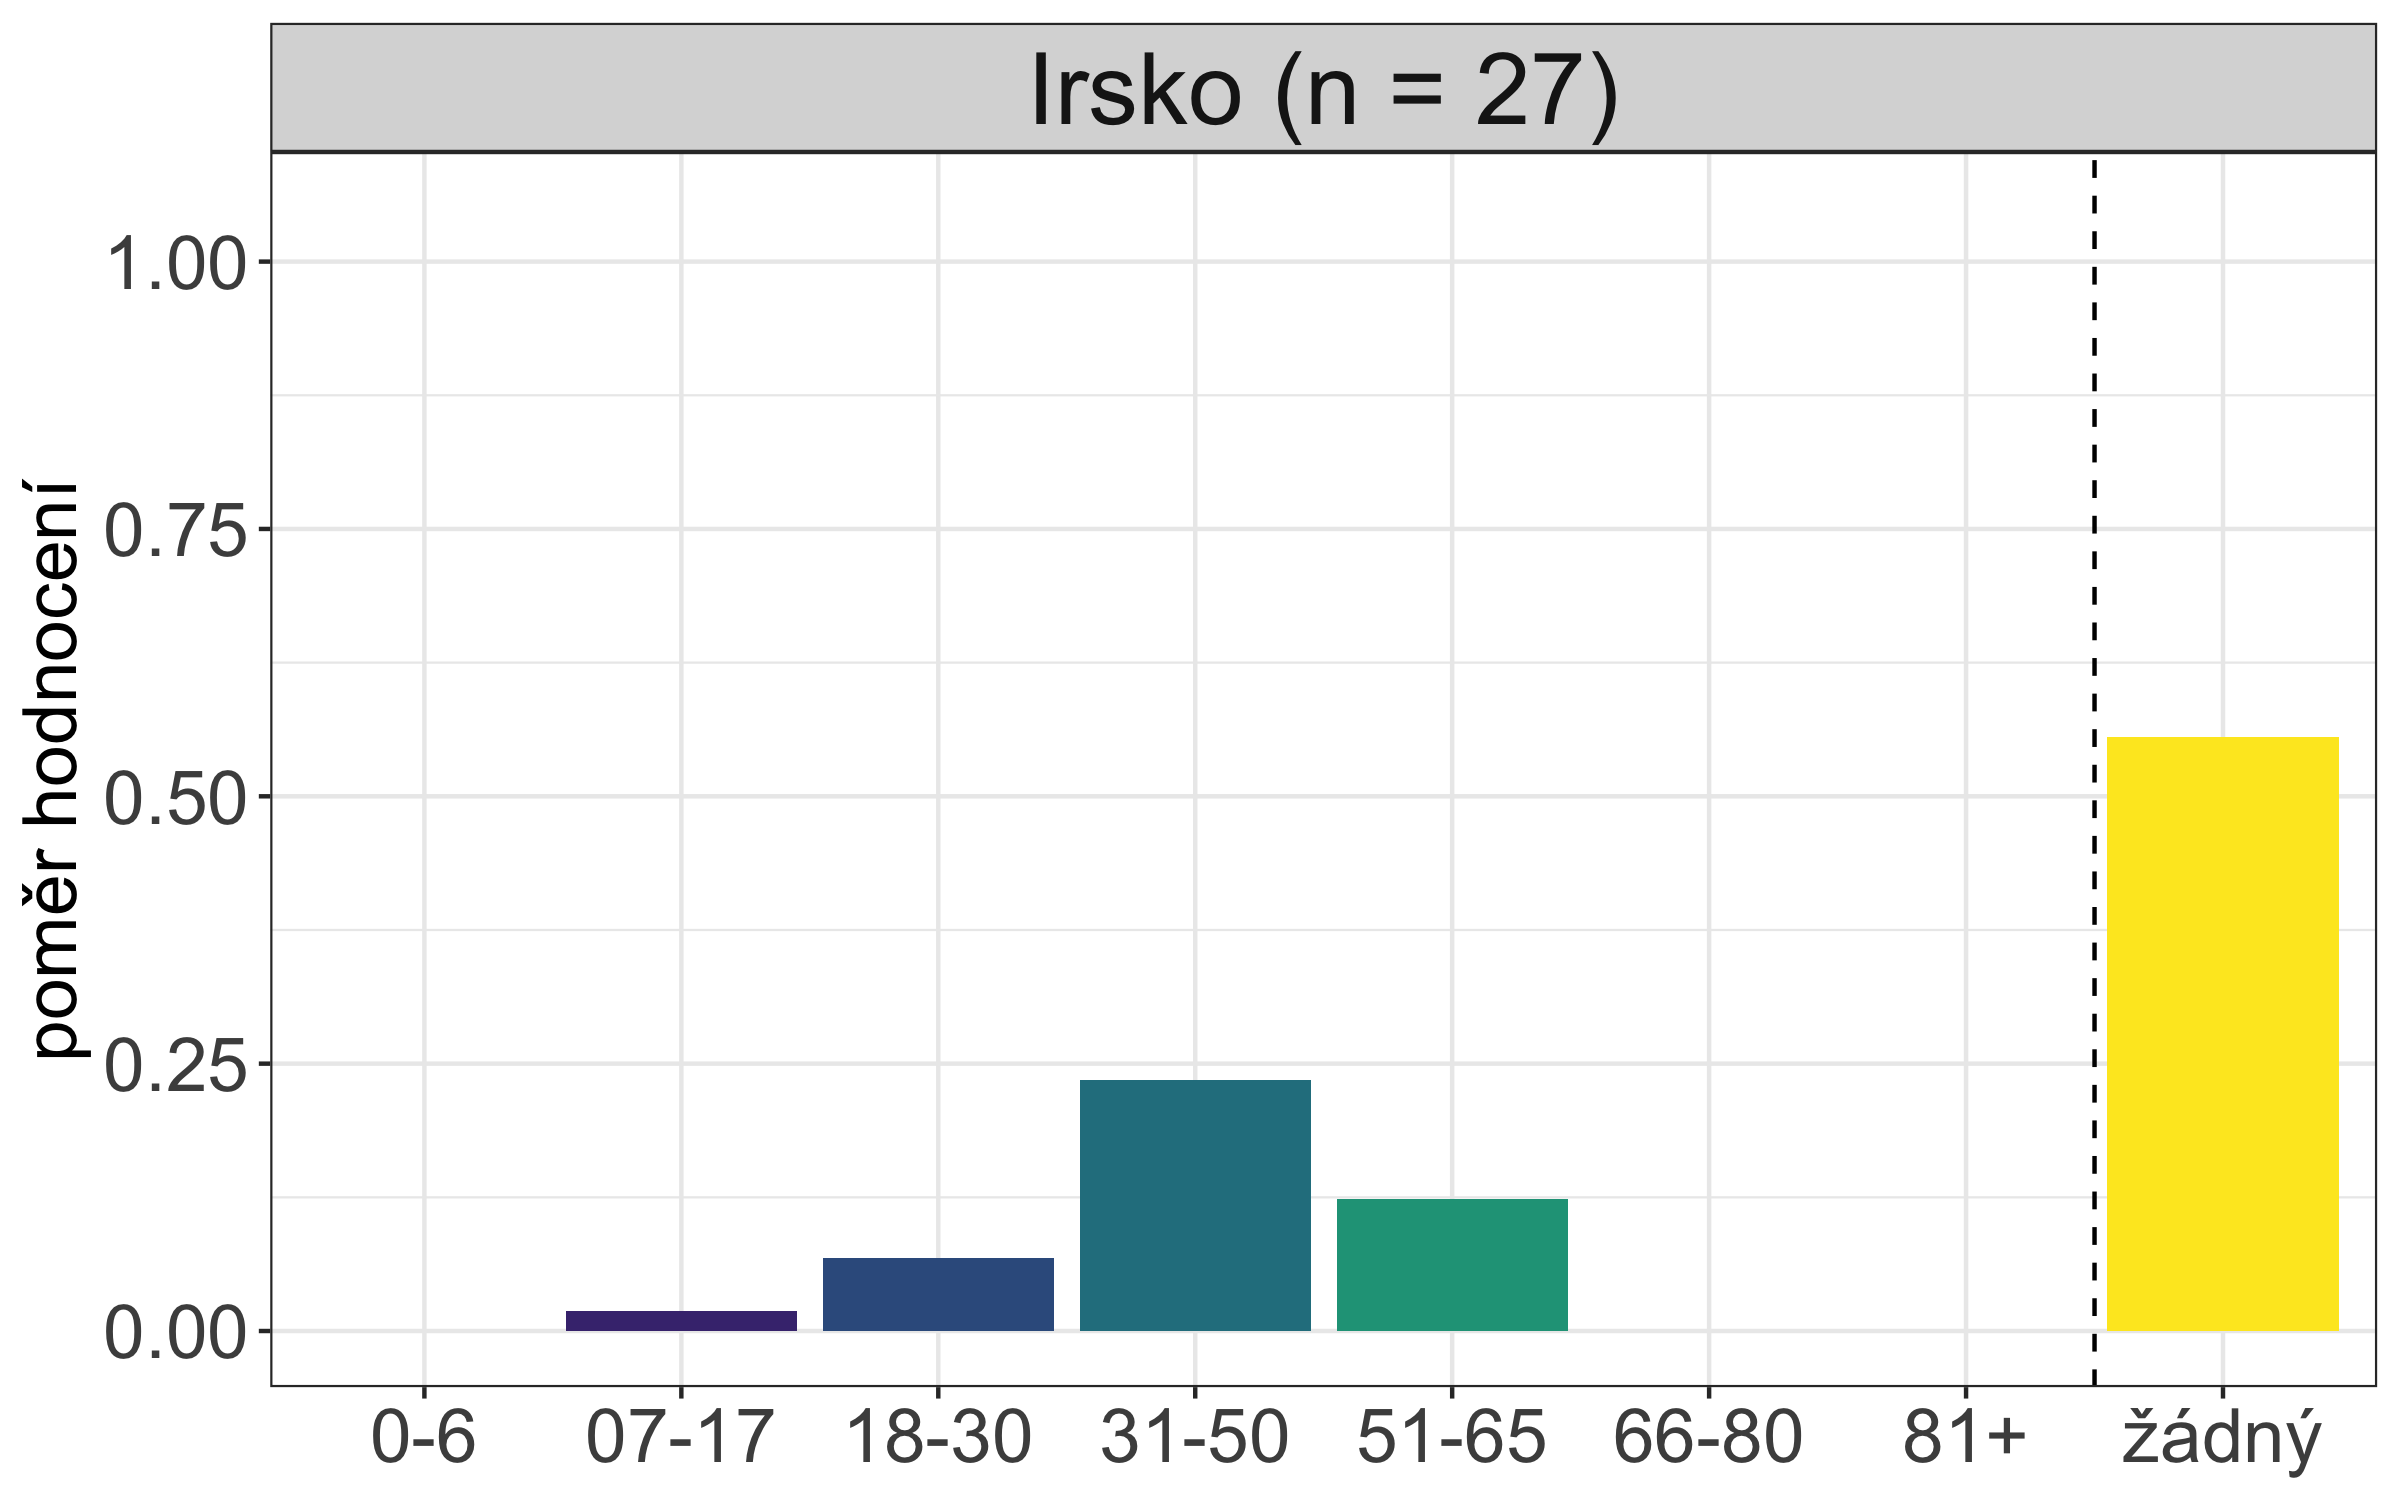 Irsko (n = 27)
poměr hodnocení
1.00
0.75
0.50
0.25
0.00
0-6 07-17 18-30 31-50 51-65 66-80 81+ žádný